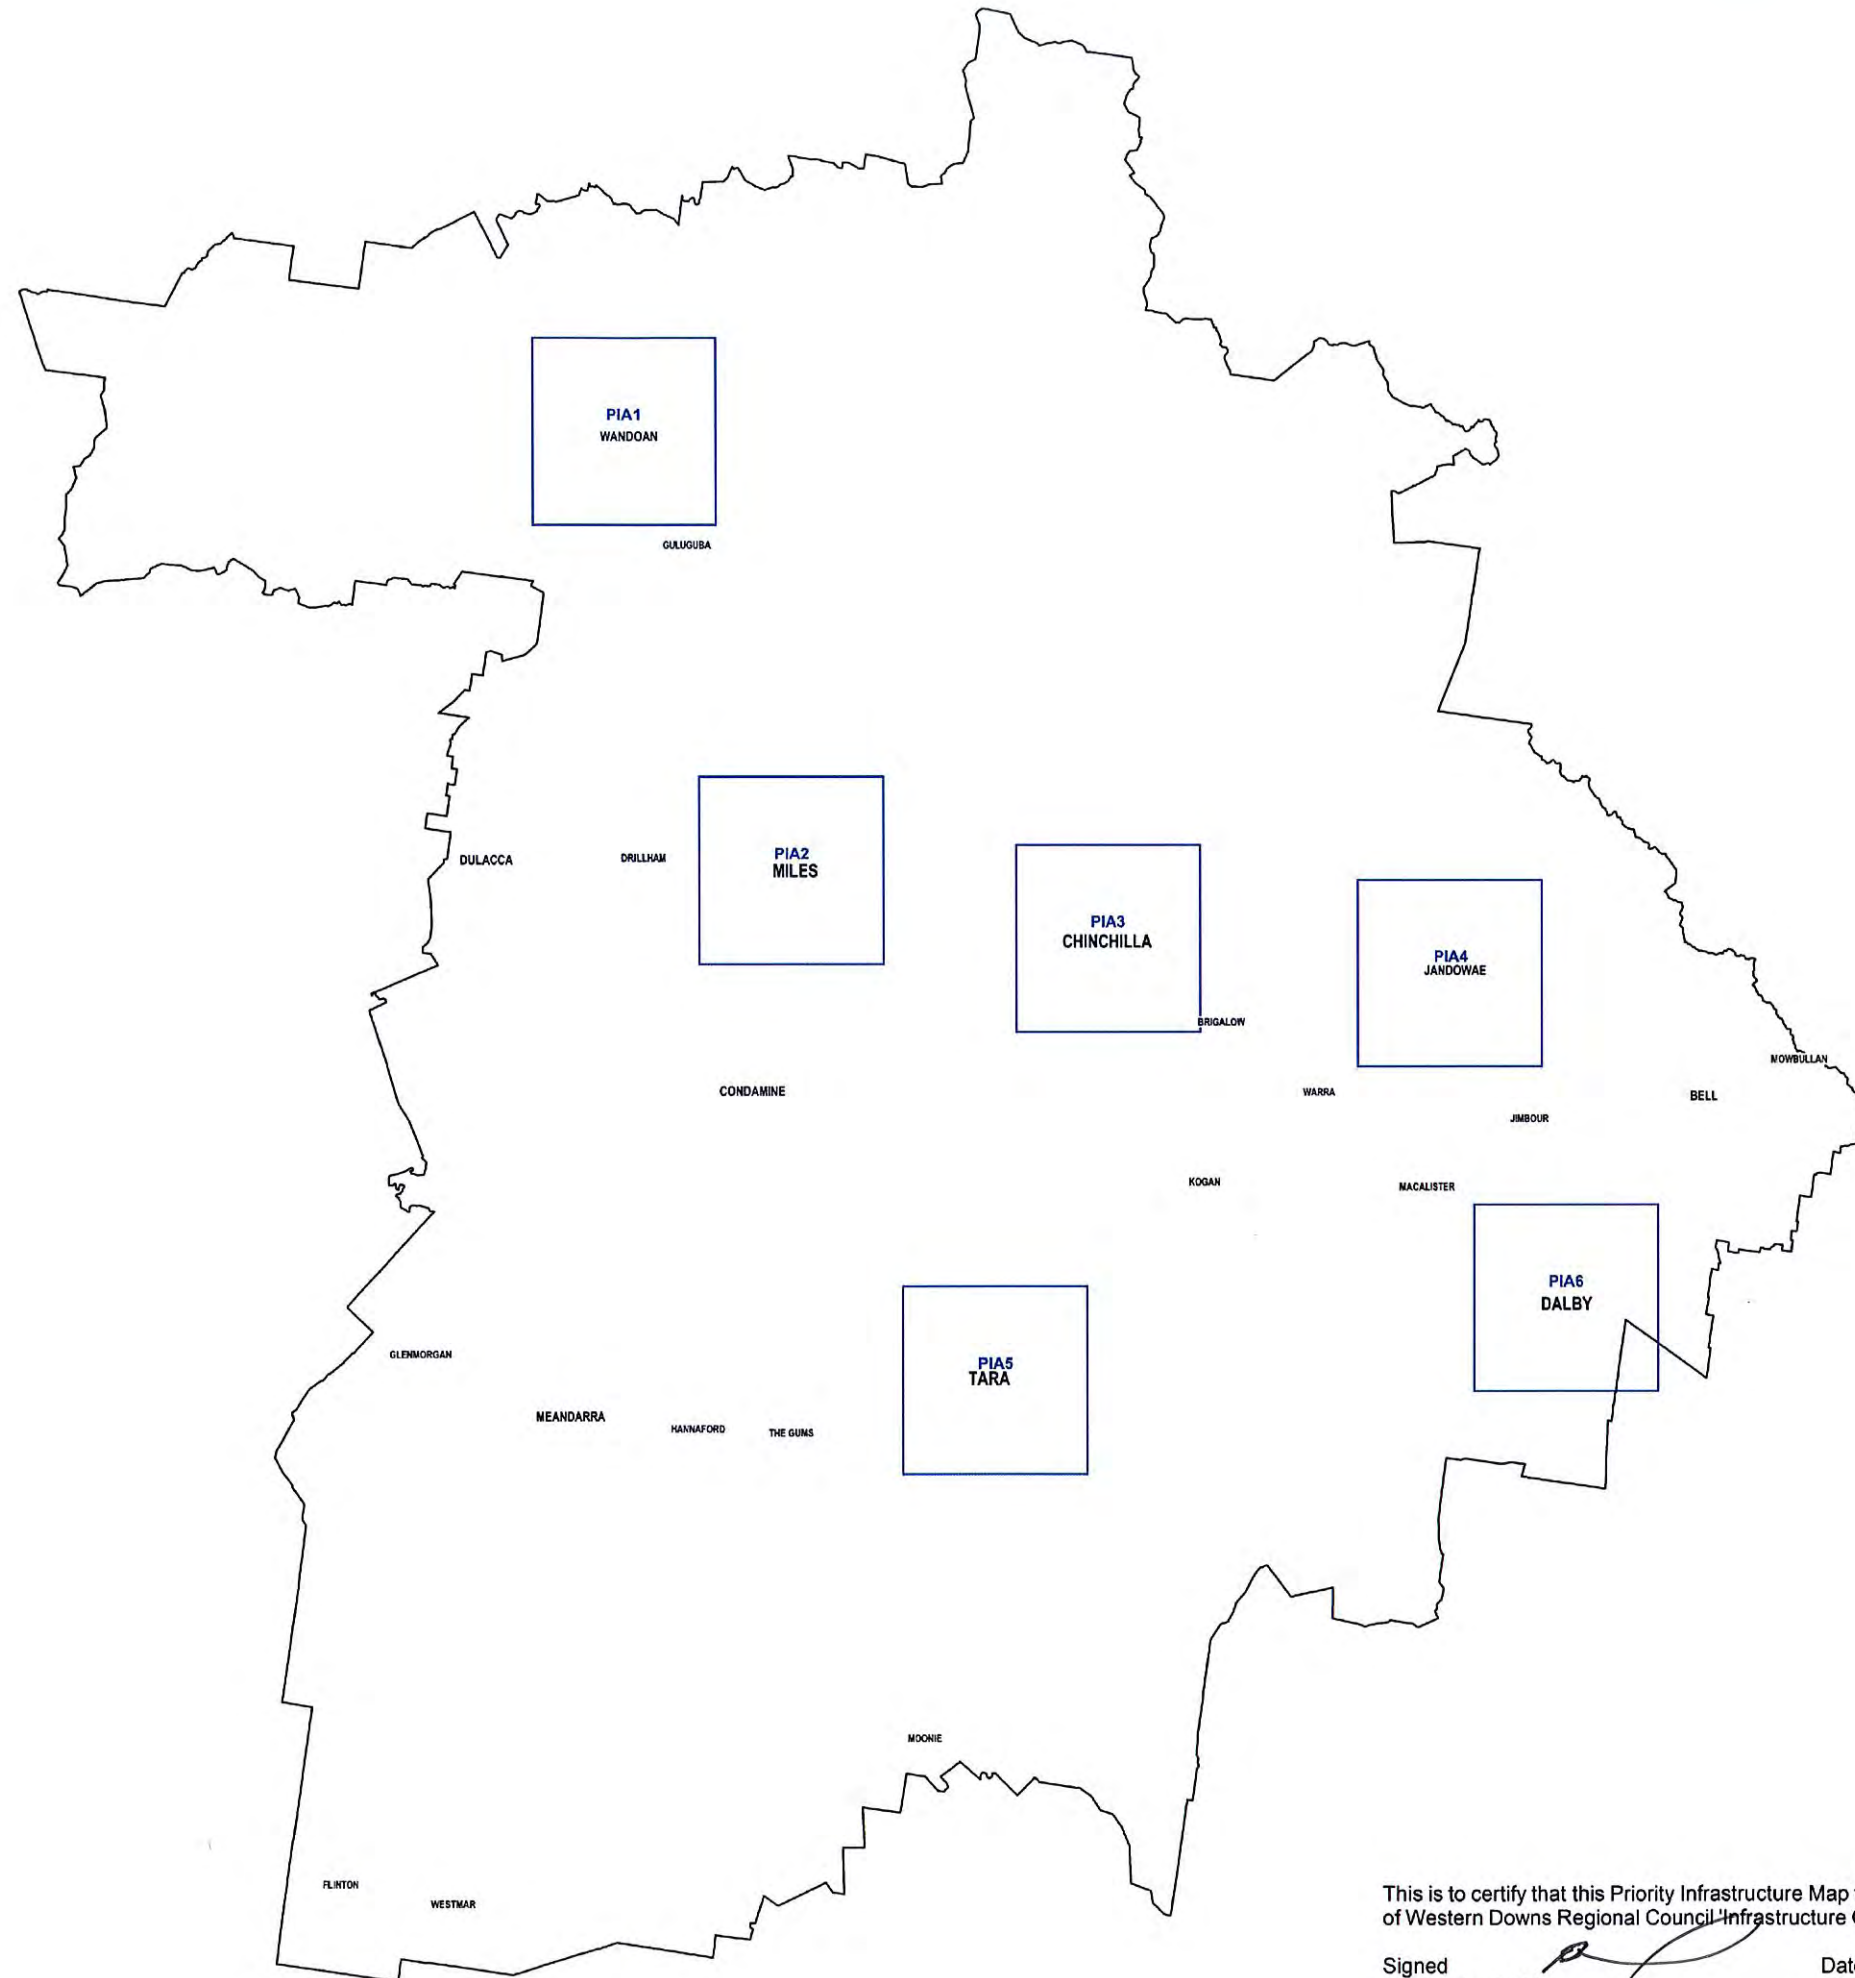 PIA1
WANDOAN
GULUGUBA
DULACCA
DRILLHAM
PIA2
MILES
PIA3
CHINCHILLA
PIA4
JANDOWAE
BRIGALOW
MOWBULLAN
CONDAMINE
WARRA
BELL
JIMBOUR
KOGAN
MACALISTER
PIA6
DALBY
GLENMORGAN
PIA5
TARA
MEANDARRA
HANNAFORD
THE GUMS
MOONIE
FLINTON
WESTMAR
This is to certify that this Priority Infrastructure Map
of Western Downs Regional Council 'Infrastructure
Signed Date